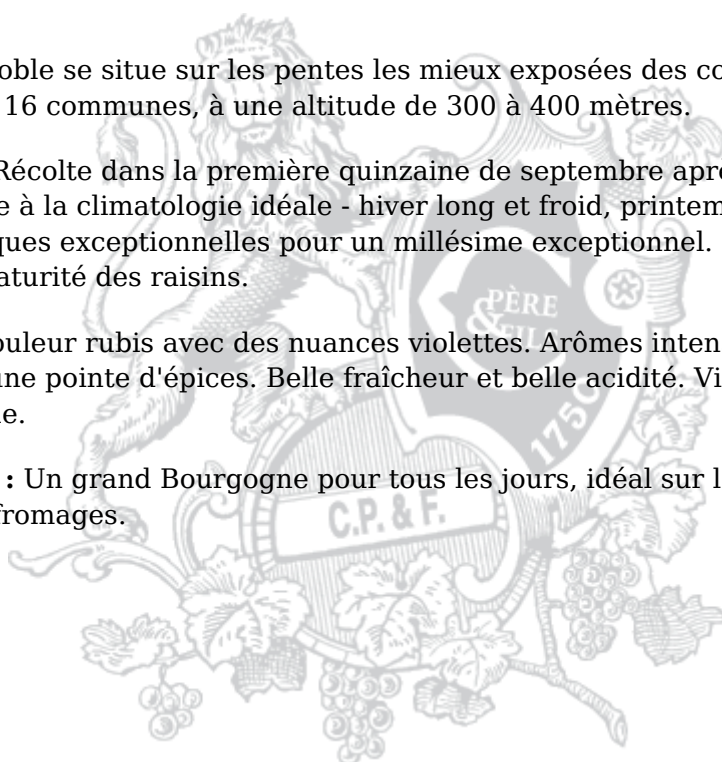 oble se situe sur les pentes les mieux exposées des co
16 communes, à une altitude de 300 à 400 mètres.
Récolte dans la première quinzaine de septembre aprè
e à la climatologie idéale - hiver long et froid, printem
ques exceptionnelles pour un millésime exceptionnel.
aturité des raisins.
ouleur rubis avec des nuances violettes. Arômes inten
une pointe d'épices. Belle fraîcheur et belle acidité. Vi
e.
: Un grand Bourgogne pour tous les jours, idéal sur l
fromages.
PÈRE
& FILS
1750
C.P. & F.